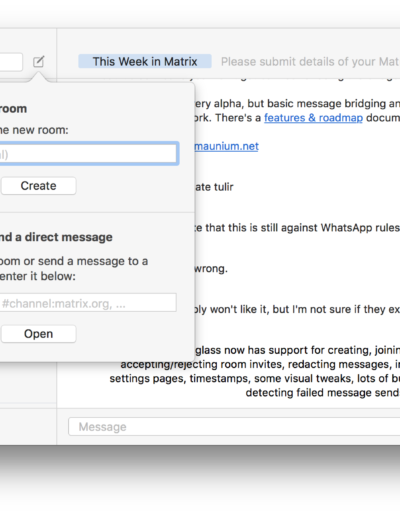 This Week in Matrix Please submit details of your Mat
room
ne new room:
Create
nd a direct message
oom or send a message to a
enter it below:
#channel:matrix.org, ...
Open
ery alpha, but basic message bridging an
ork. There's a features & roadmap docum
maunium.net
ate tulir
te that this is still against WhatsApp rules
wrong.
bly won't like it, but I'm not sure if they ex
glass now has support for creating, joinin
accepting/rejecting room invites, redacting messages, in
settings pages, timestamps, some visual tweaks, lots of bu
detecting failed message send
Message